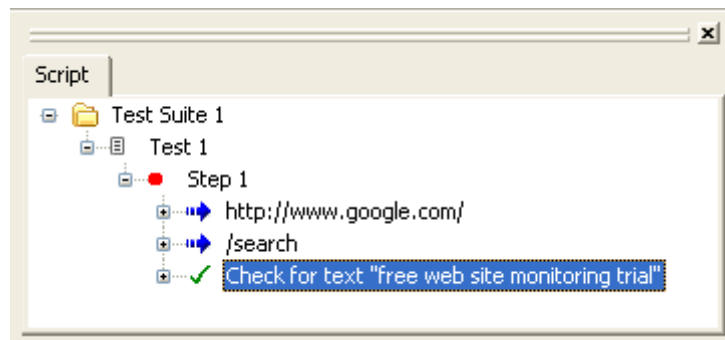 Script
Test Suite 1
Test 1
Step 1
http://www.google.com/
/search
Check for text "free web site monitoring trial"